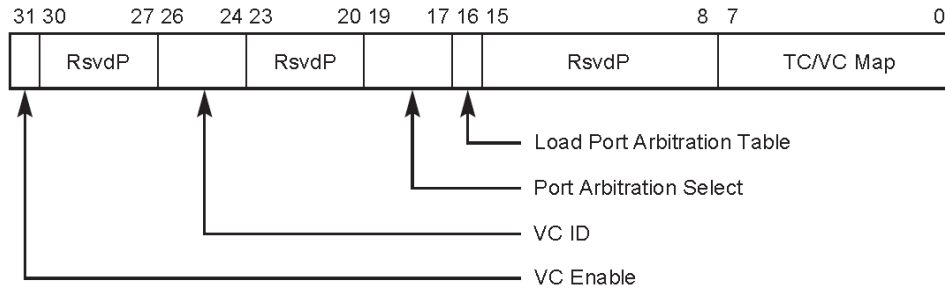 31 30 27 26 24 23 20 19 17 16 15 8 7 0
RsvdP RsvdP RsvdP TC/VC Map
Load Port Arbitration Table
Port Arbitration Select
VC ID
VC Enable